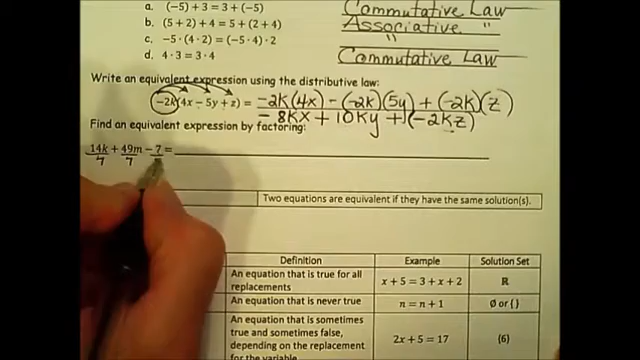 a. (−5) + 3 = 3 + (−5) Commutative Law
b. (5 + 2) + 4 = 5 + (2 + 4) Associative "
c. −5 · (4 · 2) = (−5 · 4) · 2 "
d. 4 · 3 = 3 · 4 Commutative Law
Write an equivalent expression using the distributive law:
−2k(4x − 5y + z) = −2k(4x) − (−2k)(5y) + (−2k)(z)
− 8kx + 10ky + (−2kz)
Find an equivalent expression by factoring:
14k + 49m − 7 =
7 7
Two equations are equivalent if they have the same solution(s).
Definition Example Solution Set
An equation that is true for all replacements x + 5 = 3 + x + 2 ℝ
An equation that is never true n = n + 1 Ø or { }
An equation that is sometimes
true and sometimes false, 2x + 5 = 17 (6)
depending on the replacement
for the variable